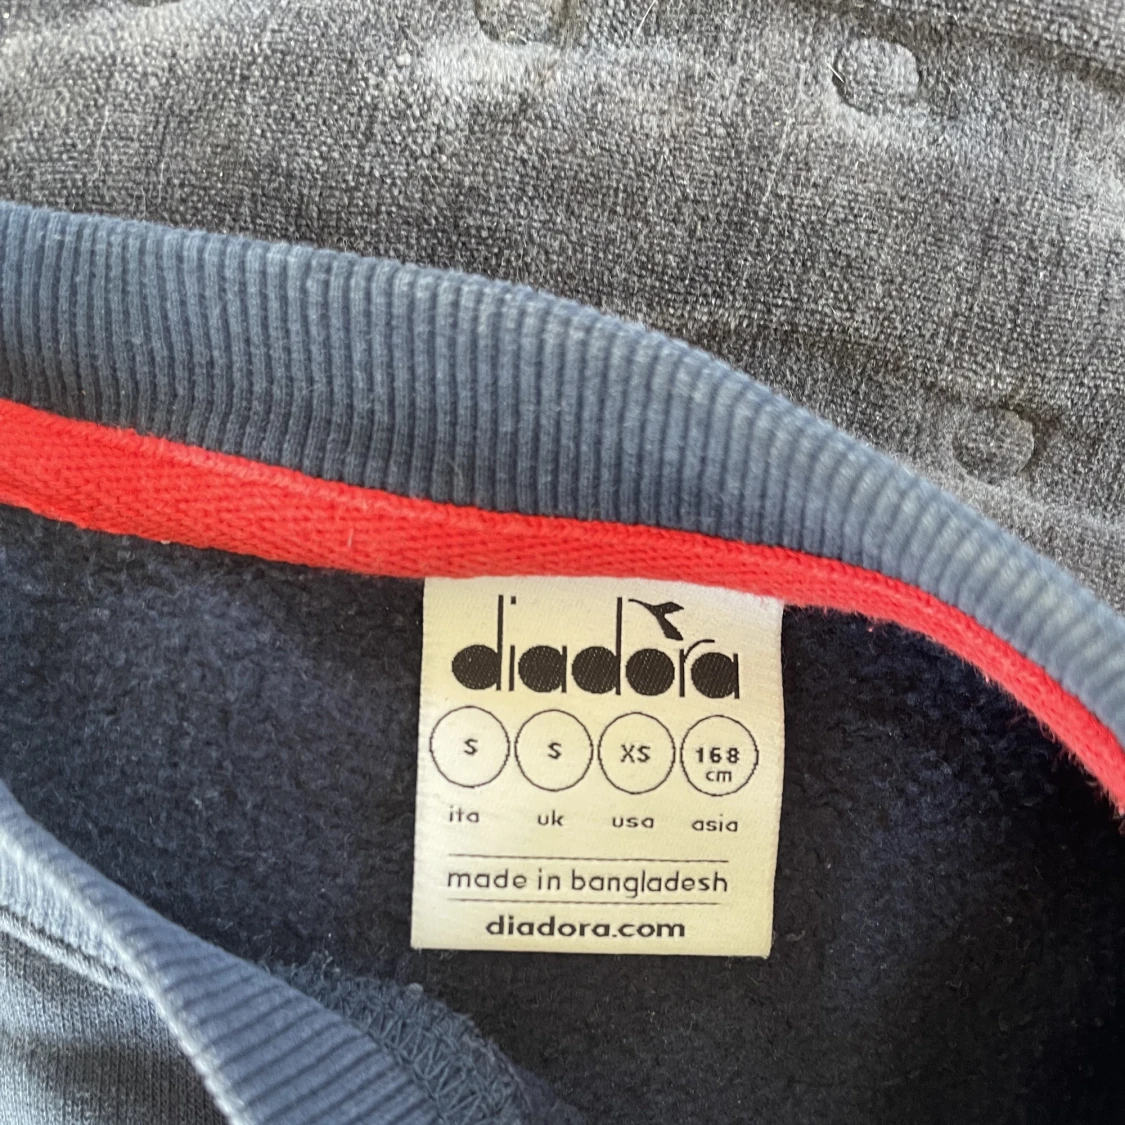 diadora
S S XS 168 cm
ita uk usa asia
made in bangladesh
diadora.com